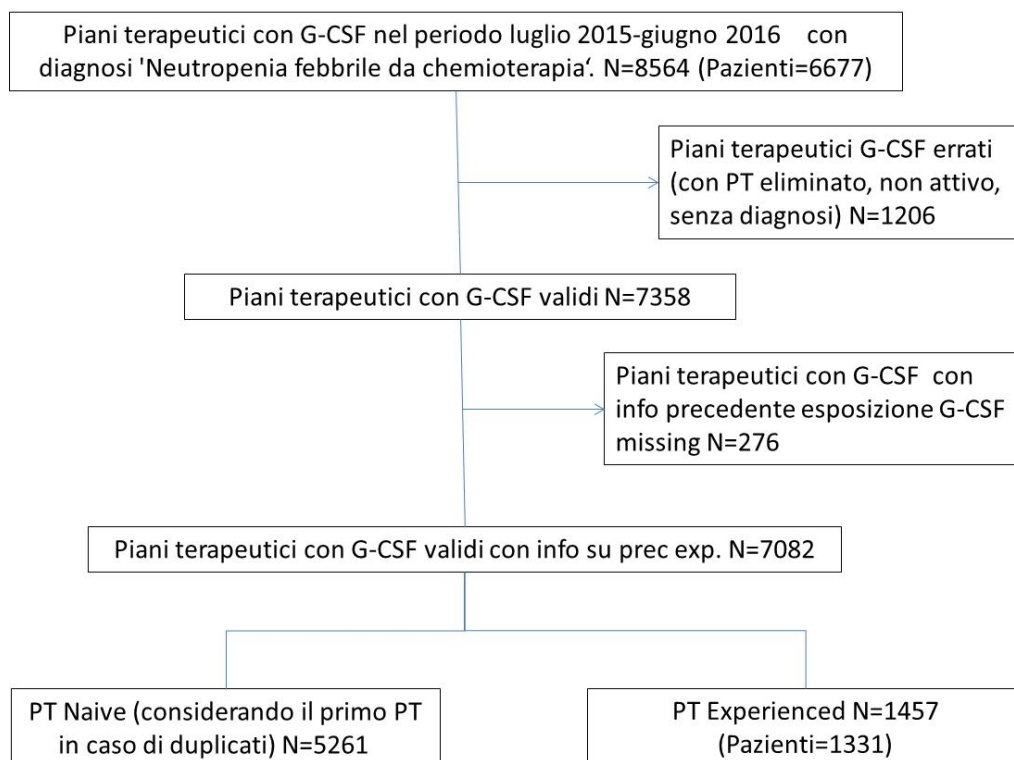 Piani terapeutici con G-CSF nel periodo luglio 2015-giugno 2016 con
diagnosi 'Neutropenia febbrile da chemioterapia‘. N=8564 (Pazienti=6677)
Piani terapeutici G-CSF errati
(con PT eliminato, non attivo,
senza diagnosi) N=1206
Piani terapeutici con G-CSF validi N=7358
Piani terapeutici con G-CSF con
info precedente esposizione G-CSF
missing N=276
Piani terapeutici con G-CSF validi con info su prec exp. N=7082
PT Naive (considerando il primo PT
in caso di duplicati) N=5261
PT Experienced N=1457
(Pazienti=1331)